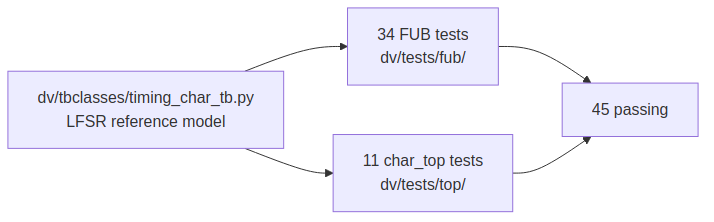 dv/tbclasses/timing_char_tb.py
LFSR reference model
34 FUB tests
dv/tests/fub/
11 char_top tests
dv/tests/top/
45 passing